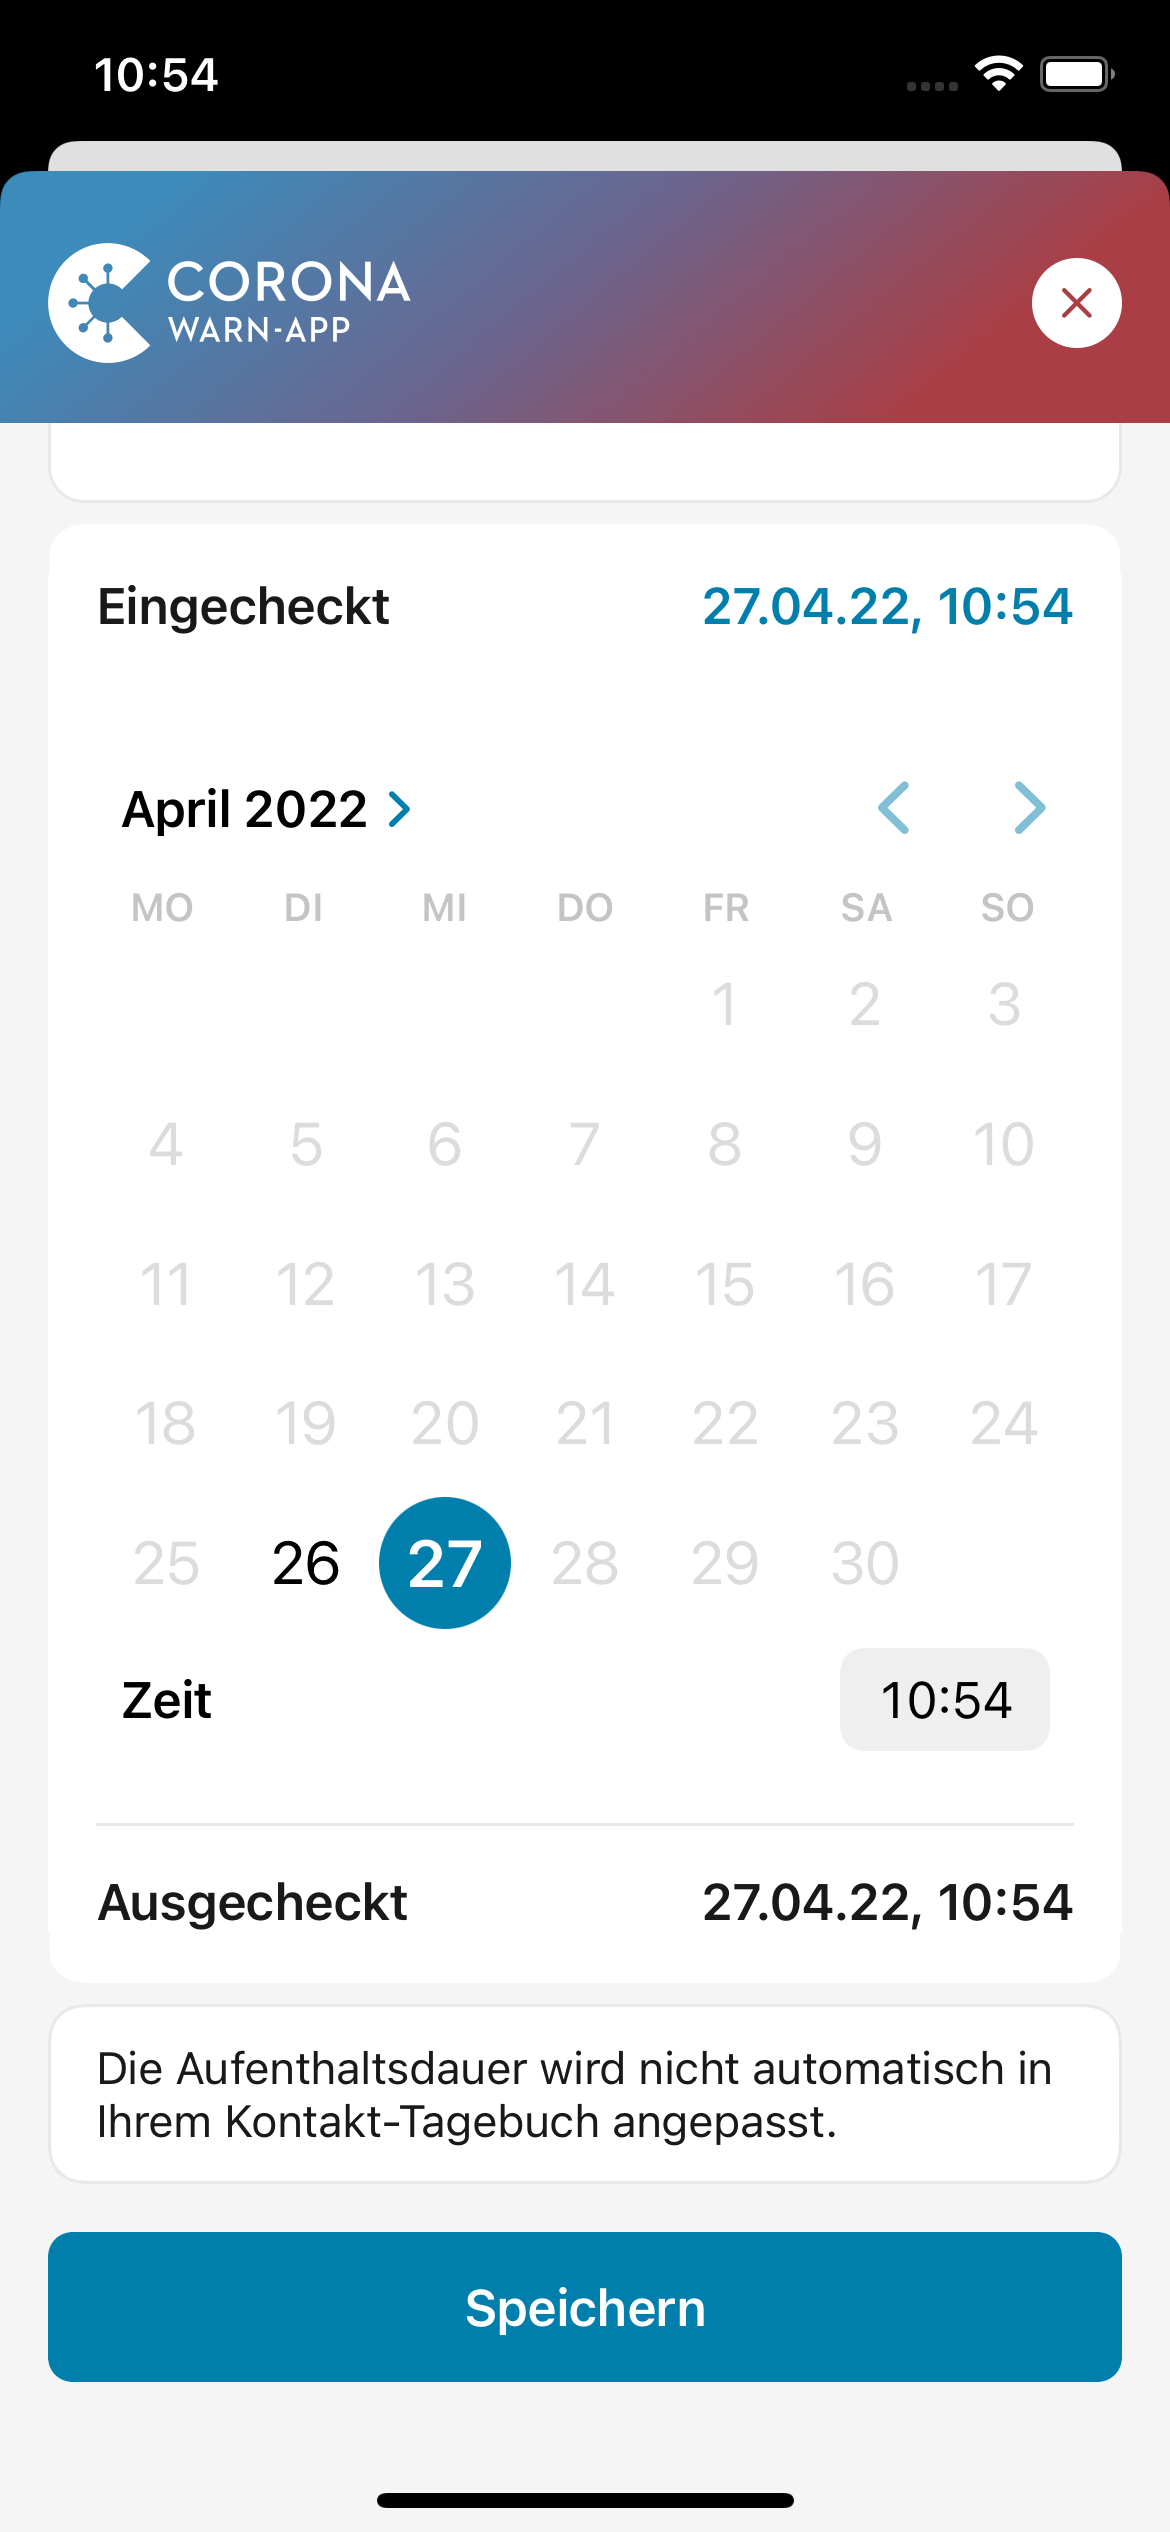 10:54
CORONA
WARN-APP
Eingecheckt 27.04.22, 10:54
April 2022
MO DI MI DO FR SA SO
1 2 3
4 5 6 7 8 9 10
11 12 13 14 15 16 17
18 19 20 21 22 23 24
25 26 27 28 29 30
Zeit 10:54
Ausgecheckt 27.04.22, 10:54
Die Aufenthaltsdauer wird nicht automatisch in
Ihrem Kontakt-Tagebuch angepasst.
Speichern